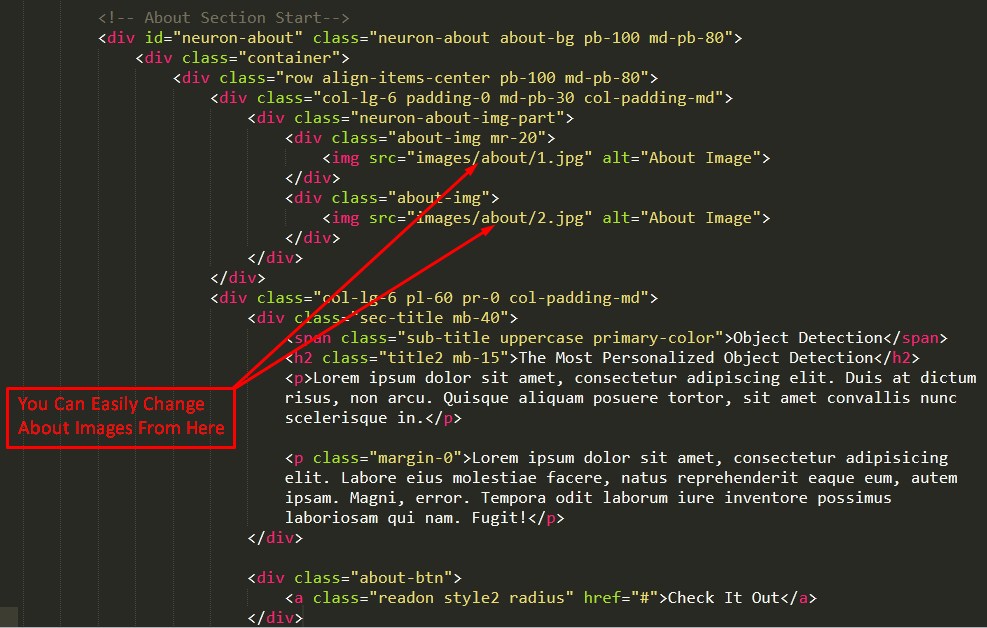 <!-- About Section Start-->
<div id="neuron-about" class="neuron-about about-bg pb-100 md-pb-80">
<div class="container">
<div class="row align-items-center pb-100 md-pb-80">
<div class="col-lg-6 padding-0 md-pb-30 col-padding-md">
<div class="neuron-about-img-part">
<div class="about-img mr-20">
<img src="images/about/1.jpg" alt="About Image">
</div>
<div class="about-img">
<img src="images/about/2.jpg" alt="About Image">
</div>
</div>
</div>
<div class="col-lg-6 pl-60 pr-0 col-padding-md">
<div class="sec-title mb-40">
<span class="sub-title uppercase primary-color">Object Detection</span>
<h2 class="title2 mb-15">The Most Personalized Object Detection</h2>
<p>Lorem ipsum dolor sit amet, consectetur adipiscing elit. Duis at dictum
risus, non arcu. Quisque aliquam posuere tortor, sit amet convallis nunc
scelerisque in.</p>
You Can Easily Change
About Images From Here
<p class="margin-0">Lorem ipsum dolor sit amet, consectetur adipisicing
elit. Labore eius molestiae facere, natus reprehenderit eaque eum, autem
ipsam. Magni, error. Tempora odit laborum iure inventore possimus
laboriosam qui nam. Fugit!</p>
</div>
<div class="about-btn">
<a class="readon style2 radius" href="#">Check It Out</a>
</div>